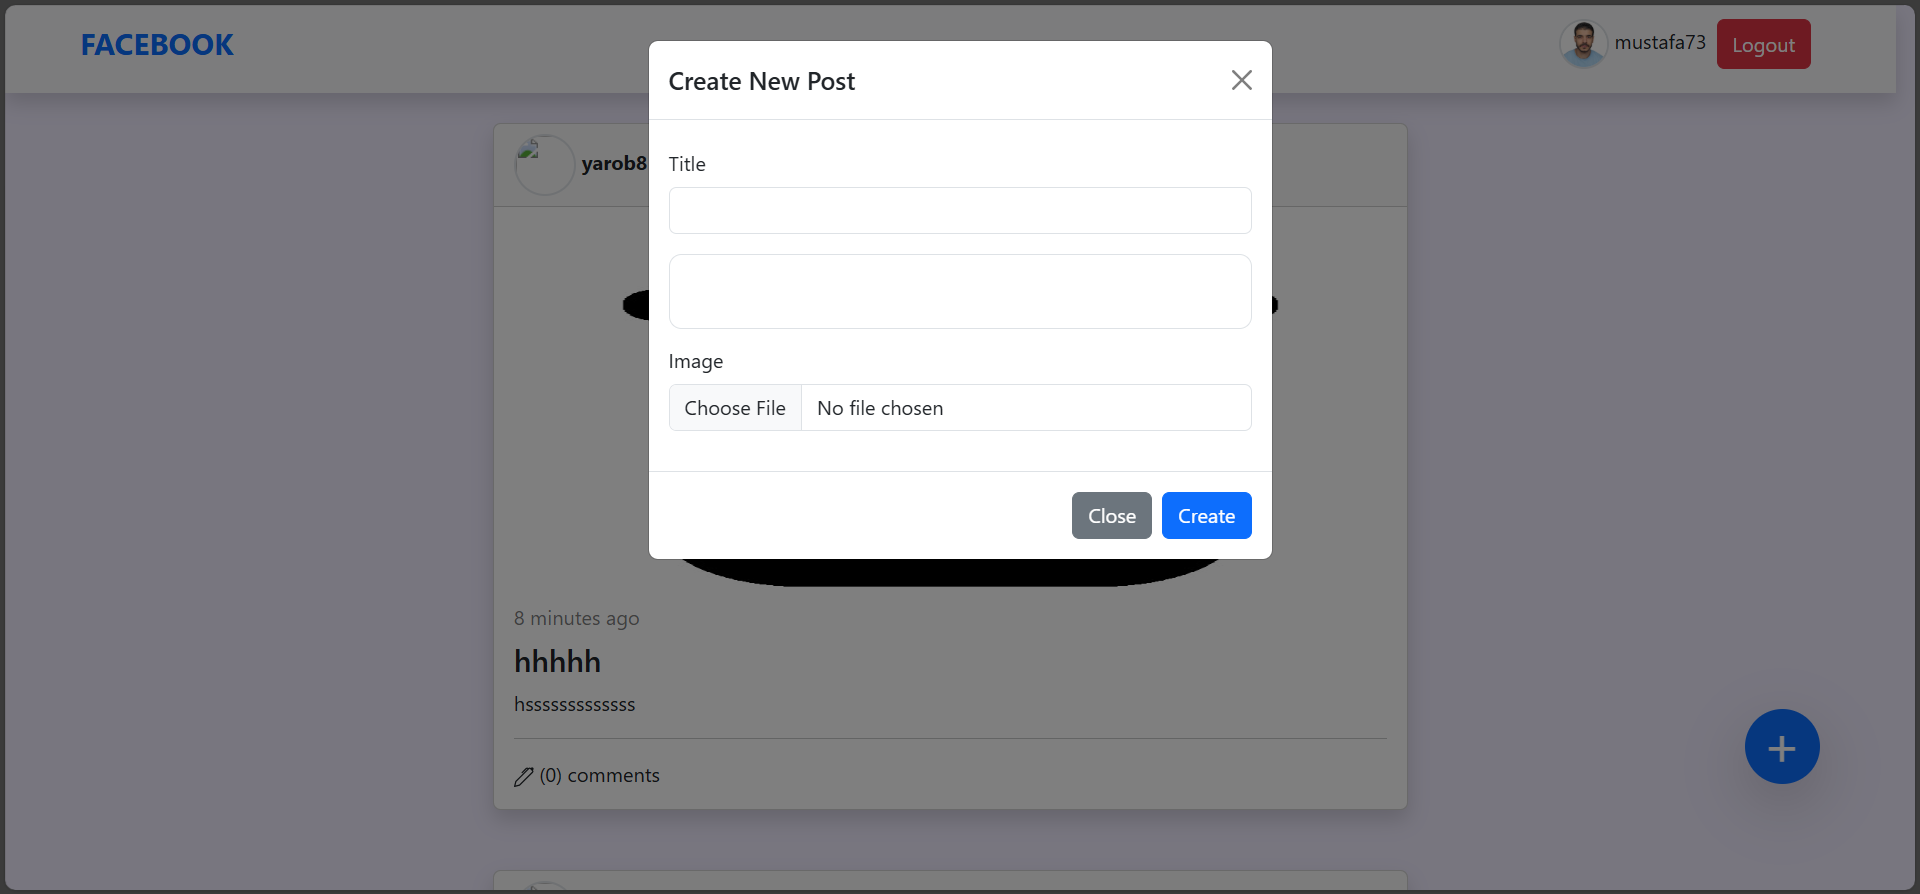 FACEBOOK
mustafa73
Logout
Create New Post
yarob8
Title
Image
Choose File
No file chosen
Close
Create
8 minutes ago
hhhhh
hsssssssssssss
(0) comments